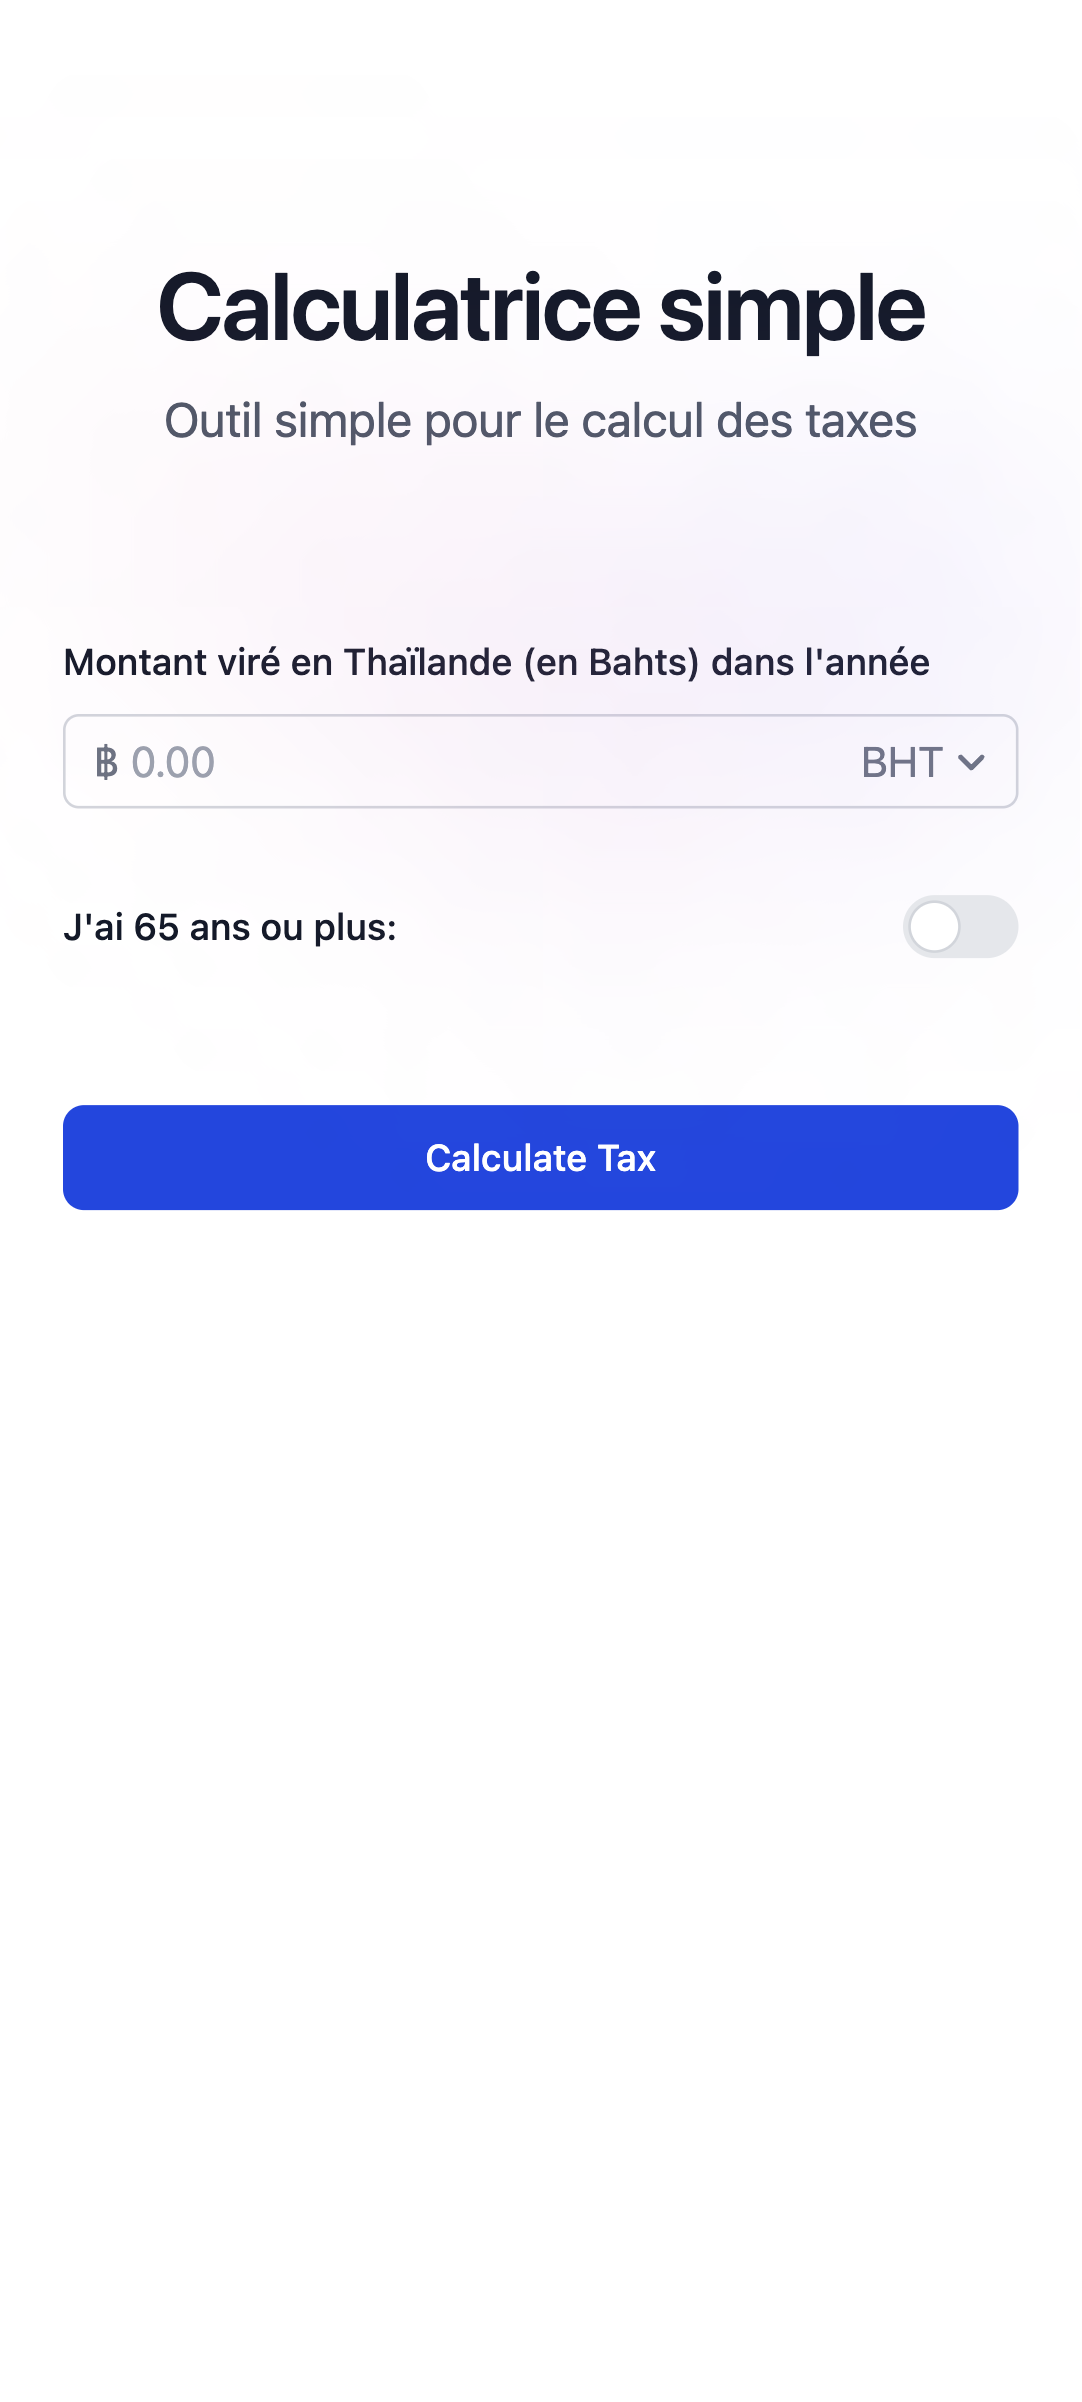 Calculatrice simple
Outil simple pour le calcul des taxes
Montant viré en Thaïlande (en Bahts) dans l'année
฿ 0.00 BHT
J'ai 65 ans ou plus:
Calculate Tax